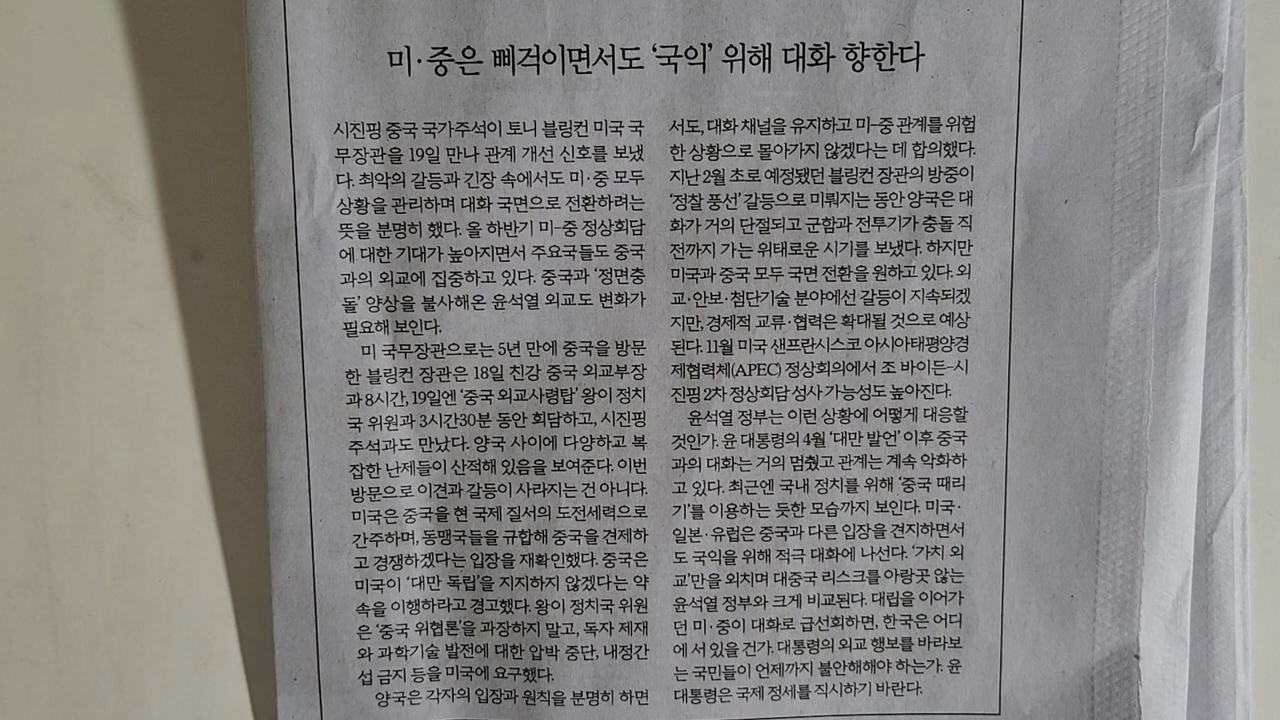 미·중은 삐걱이면서도 ‘국익’ 위해 대화 향한다
시진핑 중국 국가주석이 토니 블링컨 미국 국
무장관을 19일 만나 관계 개선 신호를 보냈
다. 최악의 갈등과 긴장 속에서도 미·중 모두
상황을 관리하며 대화 국면으로 전환하려는
뜻을 분명히 했다. 올 하반기 미-중 정상회담
에 대한 기대가 높아지면서 주요국들도 중국
과의 외교에 집중하고 있다. 중국과 ‘정면충
돌’ 양상을 불사해온 윤석열 외교도 변화가
필요해 보인다.
미 국무장관으로는 5년 만에 중국을 방문
한 블링컨 장관은 18일 친강 중국 외교부장
과 8시간, 19일엔 ‘중국 외교사령탑’ 왕이 정치
국 위원과 3시간30분 동안 회담하고, 시진핑
주석과도 만났다. 양국 사이에 다양하고 복
잡한 난제들이 산적해 있음을 보여준다. 이번
방문으로 이견과 갈등이 사라지는 건 아니다.
미국은 중국을 현 국제 질서의 도전세력으로
간주하며, 동맹국들을 규합해 중국을 견제하
고 경쟁하겠다는 입장을 재확인했다. 중국은
미국이 ‘대만 독립’을 지지하지 않겠다는 약
속을 이행하라고 경고했다. 왕이 정치국 위원
은 ‘중국 위협론’을 과장하지 말고, 독자 제재
와 과학기술 발전에 대한 압박 중단, 내정간
섭 금지 등을 미국에 요구했다.
양국은 각자의 입장과 원칙을 분명히 하면
서도, 대화 채널을 유지하고 미-중 관계를 위험
한 상황으로 몰아가지 않겠다는 데 합의했다.
지난 2월 초로 예정됐던 블링컨 장관의 방중이
‘정찰 풍선’ 갈등으로 미뤄지는 동안 양국은 대
화가 거의 단절되고 군함과 전투기가 충돌 직
전까지 가는 위태로운 시기를 보냈다. 하지만
미국과 중국 모두 국면 전환을 원하고 있다. 외
교·안보·첨단기술 분야에선 갈등이 지속되겠
지만, 경제적 교류·협력은 확대될 것으로 예상
된다. 11월 미국 샌프란시스코 아시아태평양경
제협력체(APEC) 정상회의에서 조 바이든-시
진핑 2차 정상회담 성사 가능성도 높아진다.
윤석열 정부는 이런 상황에 어떻게 대응할
것인가. 윤 대통령의 4월 ‘대만 발언’ 이후 중국
과의 대화는 거의 멈췄고 관계는 계속 악화하
고 있다. 최근엔 국내 정치를 위해 ‘중국 때리
기’를 이용하는 듯한 모습까지 보인다. 미국·
일본·유럽은 중국과 다른 입장을 견지하면서
도 국익을 위해 적극 대화에 나선다. ‘가치 외
교’만을 외치며 대중국 리스크를 아랑곳 않는
윤석열 정부와 크게 비교된다. 대립을 이어가
던 미·중이 대화로 급선회하면, 한국은 어디
에 서 있을 건가. 대통령의 외교 행보를 바라보
는 국민들이 언제까지 불안해해야 하는가. 윤
대통령은 국제 정세를 직시하기 바란다.